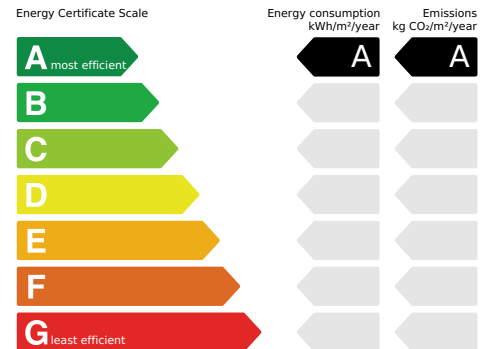 Energy Certificate Scale
Energy consumption
kWh/m²/year
Emissions
kg CO₂/m²/year
A most efficient
A
A
B
C
D
E
F
G least efficient